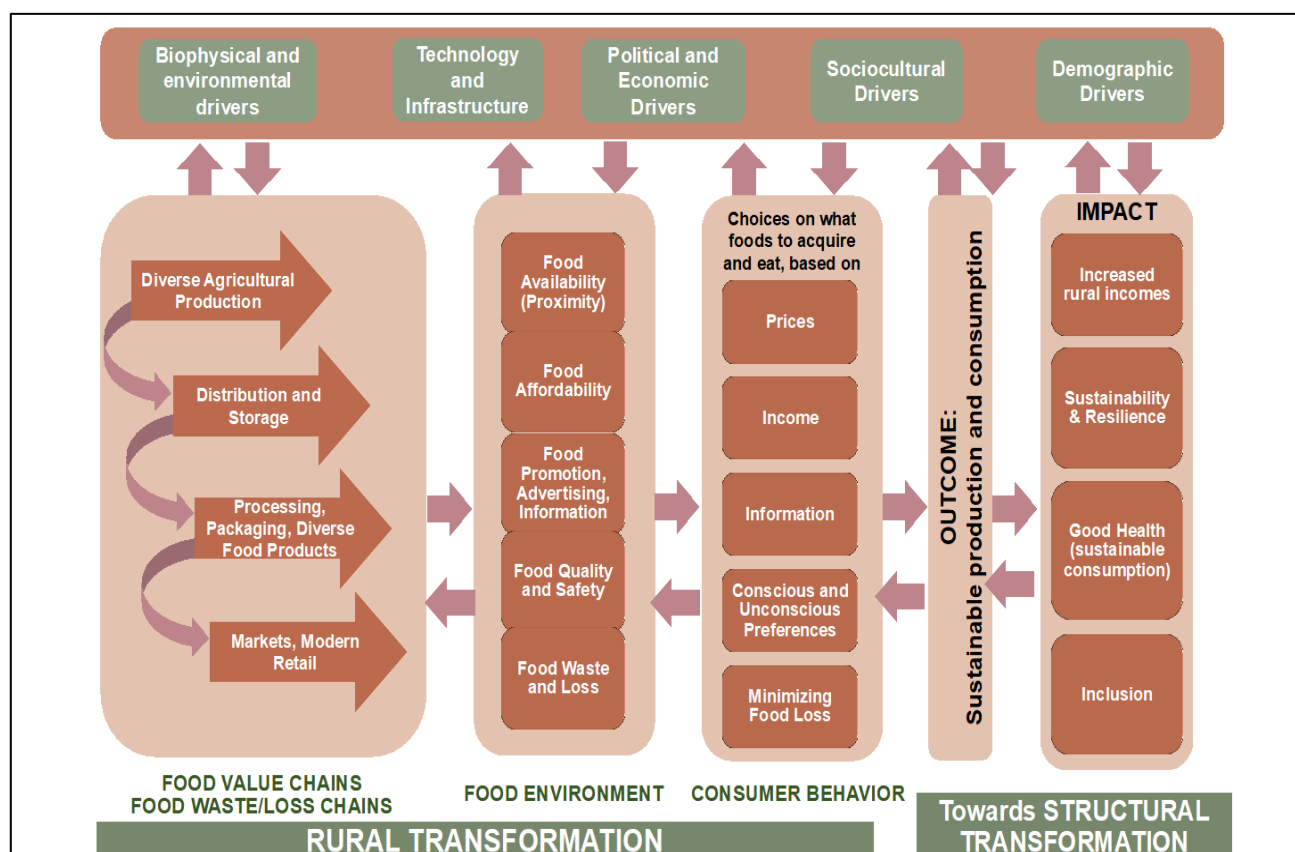 Biophysical and
environmental
drivers
Technology
and
Infrastructure
Political and
Economic
Drivers
Sociocultural
Drivers
Demographic
Drivers
Diverse Agricultural
Production
Distribution and
Storage
Processing,
Packaging, Diverse
Food Products
Markets, Modern
Retail
Food
Availability
(Proximity)
Food
Affordability
Food
Promotion,
Advertising,
Information
Food Quality
and Safety
Food Waste
and Loss
Choices on what
foods to acquire
and eat, based on
Prices
Income
Information
Conscious and
Unconscious
Preferences
Minimizing
Food Loss
OUTCOME:
Sustainable production and consumption
IMPACT
Increased
rural incomes
Sustainability
& Resilience
Good Health
(sustainable
consumption)
Inclusion
FOOD VALUE CHAINS
FOOD WASTE/LOSS CHAINS
FOOD ENVIRONMENT
CONSUMER BEHAVIOR
RURAL TRANSFORMATION
Towards STRUCTURAL
TRANSFORMATION